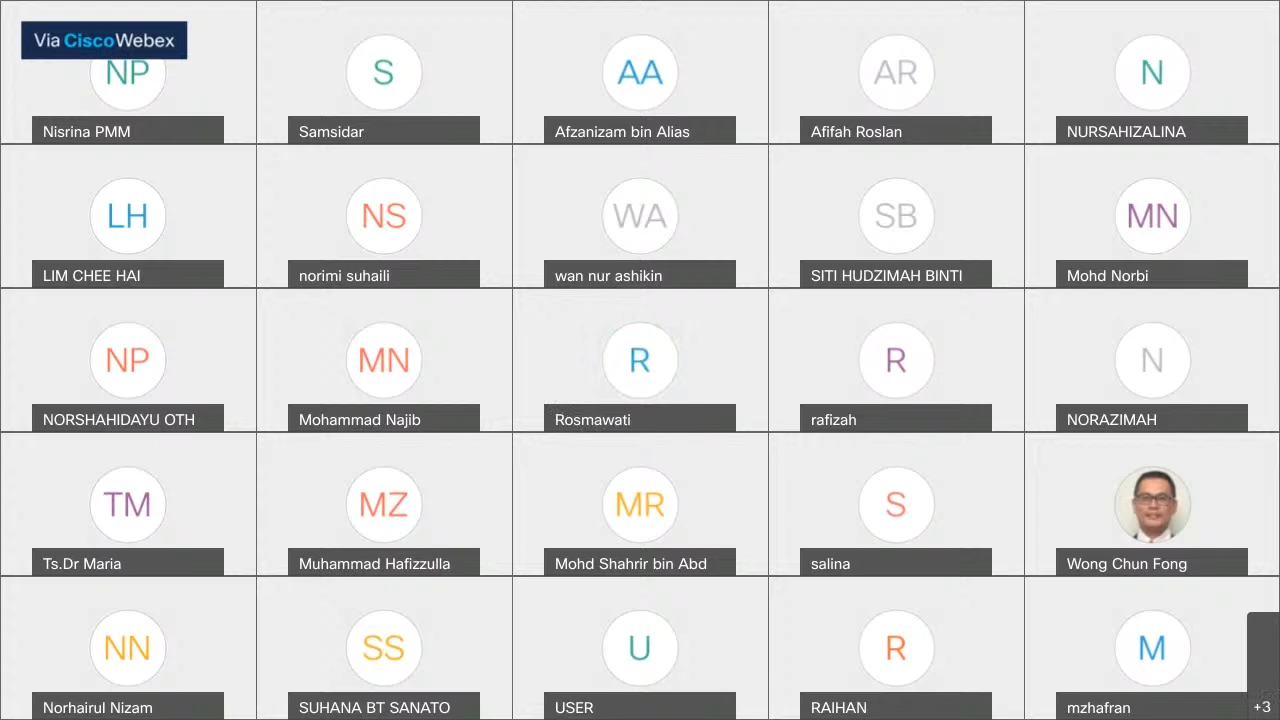 Via Cisco Webex
NP
S
AA
AR
N
Nisrina PMM
Samsidar
Afzanizam bin Alias
Afifah Roslan
NURSAHIZALINA
LH
NS
WA
SB
MN
LIM CHEE HAI
norimi suhaili
wan nur ashikin
SITI HUDZIMAH BINTI
Mohd Norbi
NP
MN
R
R
N
NORSHAHIDAYU OTH
Mohammad Najib
Rosmawati
rafizah
NORAZIMAH
TM
MZ
MR
S
Ts.Dr Maria
Muhammad Hafizzulla
Mohd Shahrir bin Abd
salina
Wong Chun Fong
NN
SS
U
R
M
Norhairul Nizam
SUHANA BT SANATO
USER
RAIHAN
mzhafran
+3